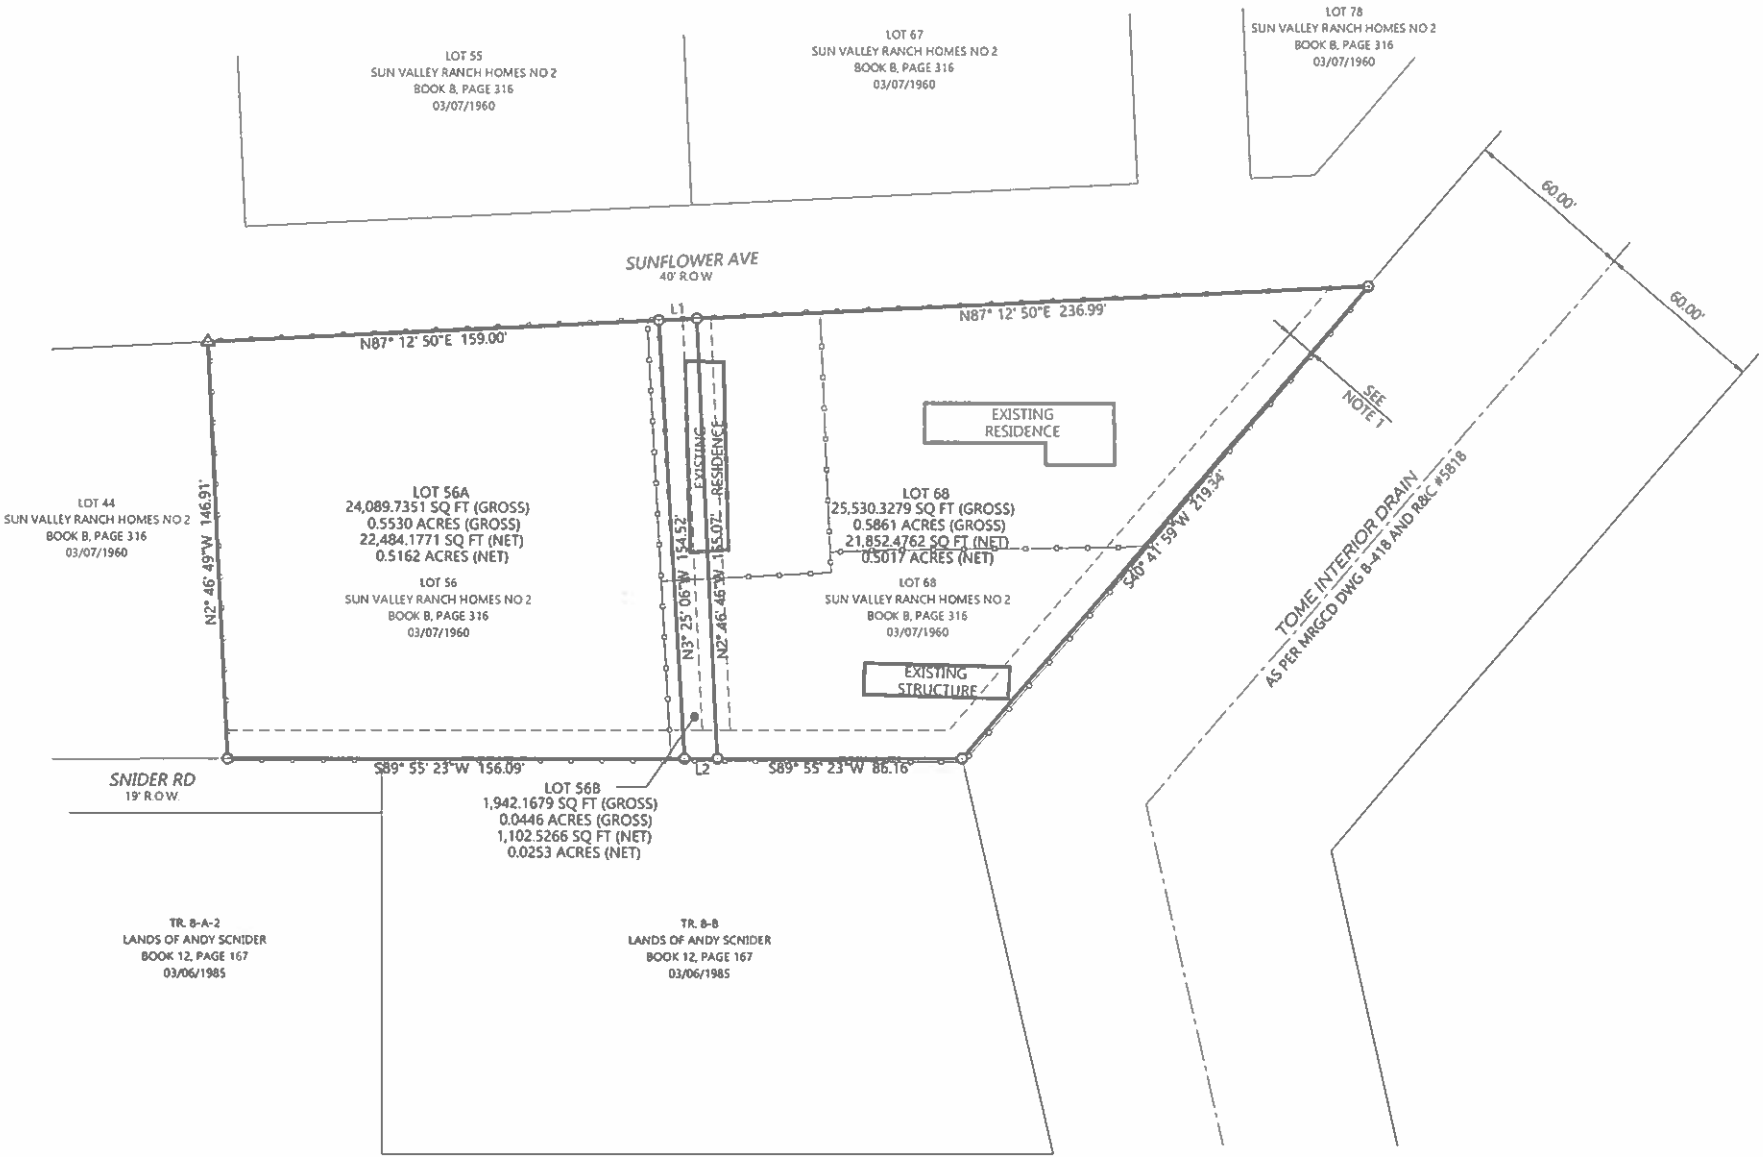 LOT 55
SUN VALLEY RANCH HOMES NO 2
BOOK B, PAGE 316
03/07/1960
LOT 67
SUN VALLEY RANCH HOMES NO 2
BOOK B, PAGE 316
03/07/1960
LOT 78
SUN VALLEY RANCH HOMES NO 2
BOOK B, PAGE 316
03/07/1960
60.00'
60.00'
SUNFLOWER AVE
40' ROW
L1
N87° 12' 50"E 159.00'
N87° 12' 50"E 236.99'
SEE
NOTE 1
EXISTING
RESIDENCE
EXISTING
RESIDENCE
LOT 44
SUN VALLEY RANCH HOMES NO 2
BOOK B, PAGE 316
03/07/1960
N2° 46' 49"W 146.91'
LOT 56A
24,089.7351 SQ FT (GROSS)
0.5530 ACRES (GROSS)
22,484.1771 SQ FT (NET)
0.5162 ACRES (NET)
LOT 56
SUN VALLEY RANCH HOMES NO 2
BOOK B, PAGE 316
03/07/1960
N3° 25' 06"W 154.52'
N2° 46' 46"W 155.07'
LOT 68
25,530.3279 SQ FT (GROSS)
0.5861 ACRES (GROSS)
21,852.4762 SQ FT (NET)
0.5017 ACRES (NET)
LOT 68
SUN VALLEY RANCH HOMES NO 2
BOOK B, PAGE 316
03/07/1960
S40° 41' 59"W 219.34'
TOME INTERIOR DRAIN
AS PER MRGCD DWG B-418 AND R&C #5818
EXISTING
STRUCTURE
S89° 55' 23"W 156.09'
L2
S89° 55' 23"W 86.16'
SNIDER RD
19' R.O.W.
LOT 56B
1,942.1679 SQ FT (GROSS)
0.0446 ACRES (GROSS)
1,102.5266 SQ FT (NET)
0.0253 ACRES (NET)
TR. 8-A-2
LANDS OF ANDY SCNIDER
BOOK 12, PAGE 167
03/06/1985
TR. 8-B
LANDS OF ANDY SCNIDER
BOOK 12, PAGE 167
03/06/1985